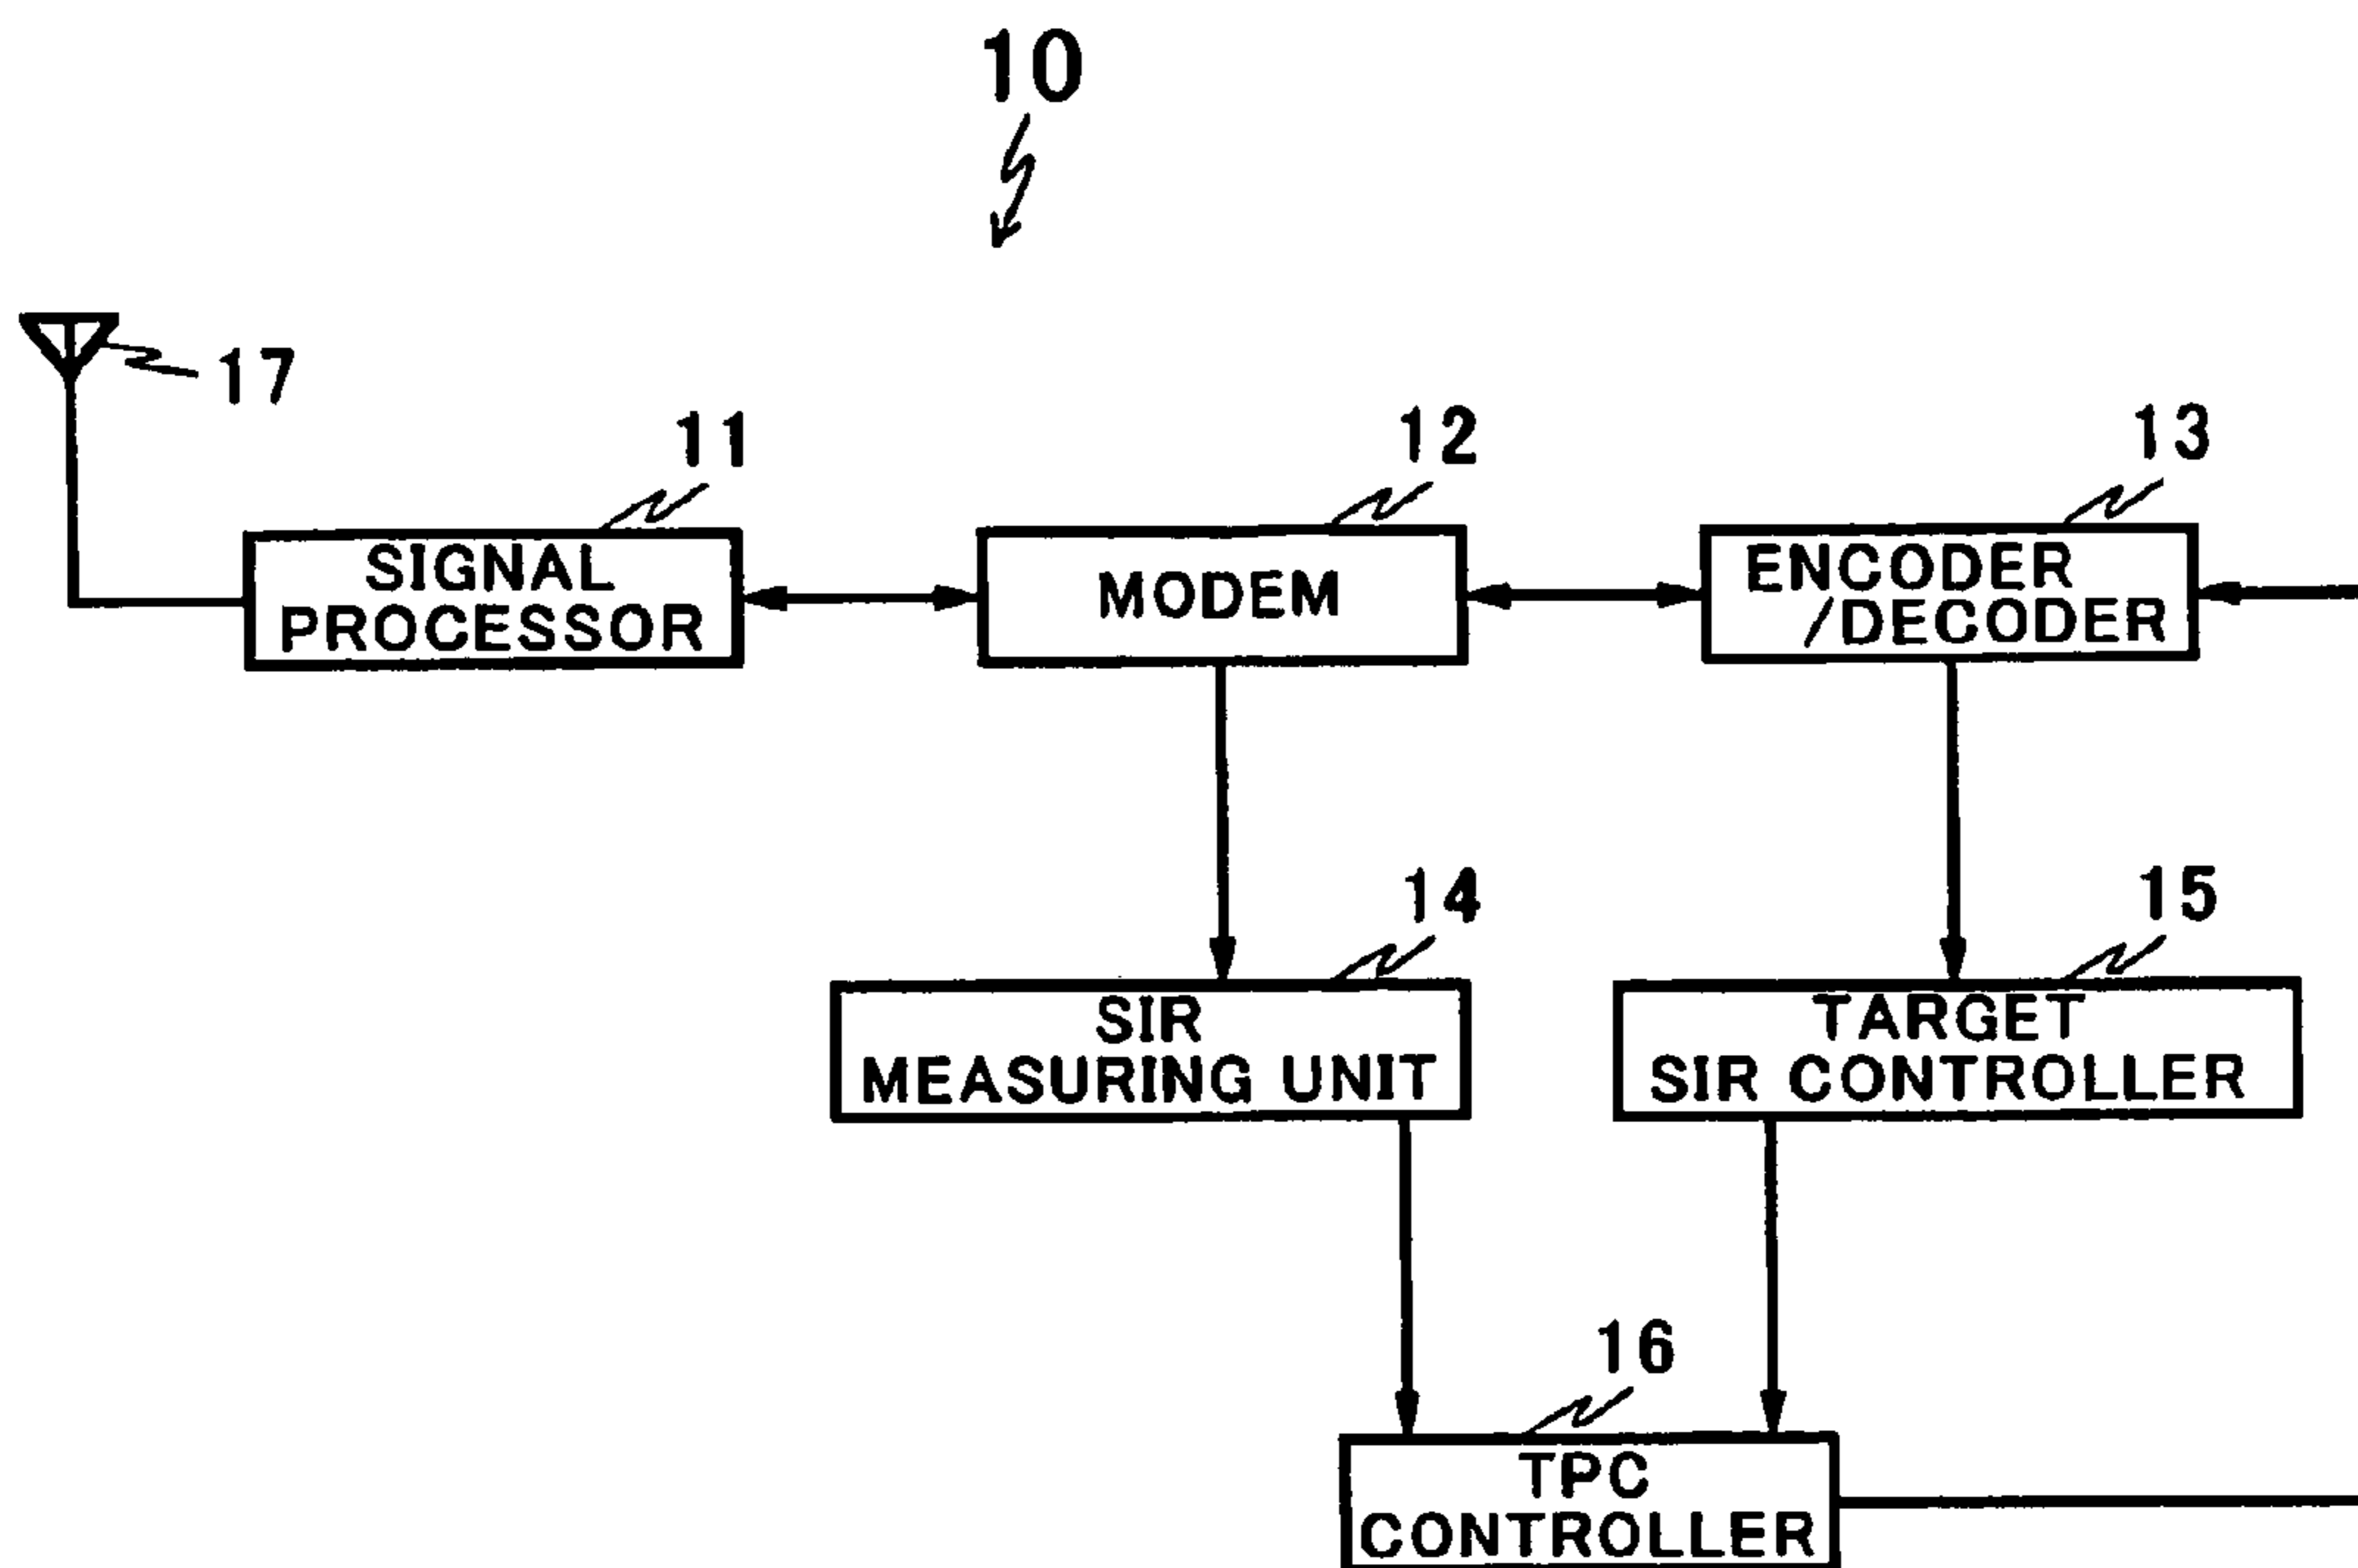 10
17
11
12
13
SIGNAL
PROCESSOR
MODEM
ENCODER
/DECODER
14
15
SIR
MEASURING UNIT
TARGET
SIR CONTROLLER
16
TPC
CONTROLLER